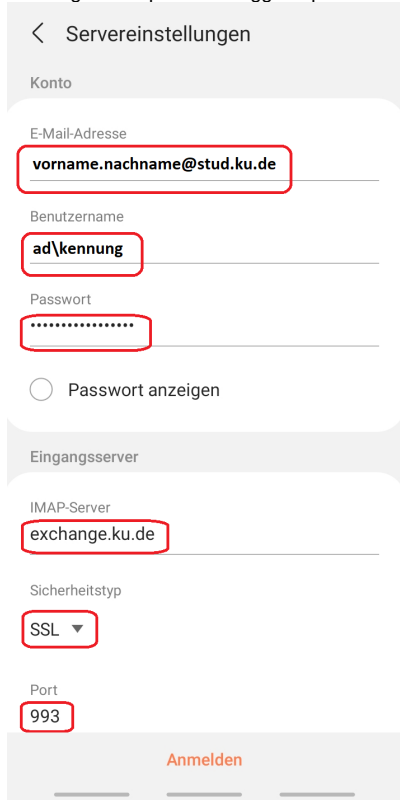 Servereinstellungen
Konto
E-Mail-Adresse
vorname.nachname@stud.ku.de
Benutzername
ad\kennung
Passwort
•••••••••••••••••
Passwort anzeigen
Eingangsserver
IMAP-Server
exchange.ku.de
Sicherheitstyp
SSL
Port
993
Anmelden